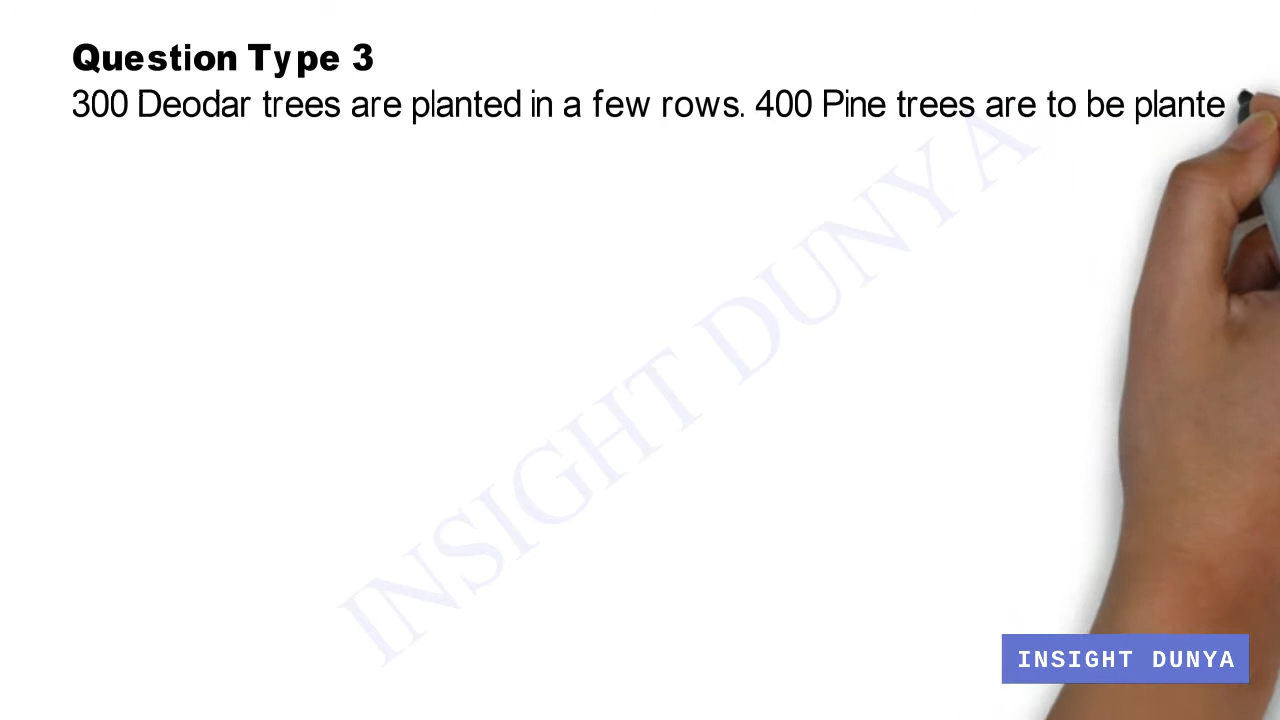 Question Type 3
300 Deodar trees are planted in a few rows. 400 Pine trees are to be plante
INSIGHT DUNYA
INSIGHT DUNYA